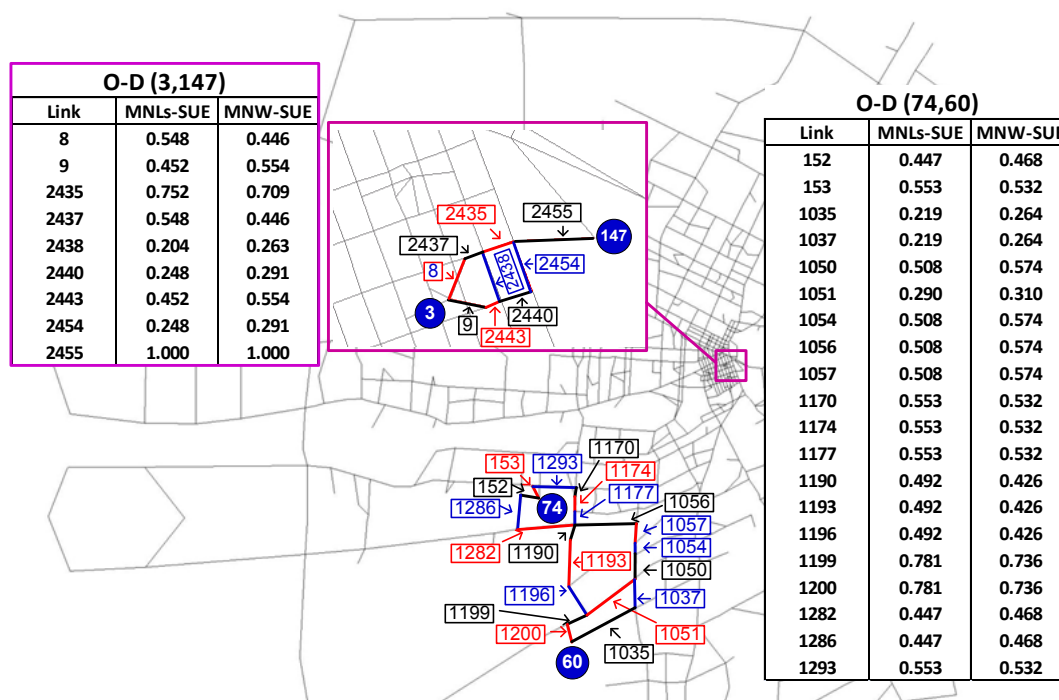 O-D (3,147)
Link MNLs-SUE MNW-SUE
8 0.548 0.446
9 0.452 0.554
2435 0.752 0.709
2437 0.548 0.446
2438 0.204 0.263
2440 0.248 0.291
2443 0.452 0.554
2454 0.248 0.291
2455 1.000 1.000
2435
2455
2437
147
8
2438
2454
3
9
2440
2443
O-D (74,60)
Link MNLs-SUE MNW-SUE
152 0.447 0.468
153 0.553 0.532
1035 0.219 0.264
1037 0.219 0.264
1050 0.508 0.574
1051 0.290 0.310
1054 0.508 0.574
1056 0.508 0.574
1057 0.508 0.574
1170 0.553 0.532
1174 0.553 0.532
1177 0.553 0.532
1190 0.492 0.426
1193 0.492 0.426
1196 0.492 0.426
1199 0.781 0.736
1200 0.781 0.736
1282 0.447 0.468
1286 0.447 0.468
1293 0.553 0.532
1170
153
1293
1174
152
1177
1286
74
1056
1057
1282
1190
1054
1193
1050
1196
1037
1199
1200
1051
1035
60